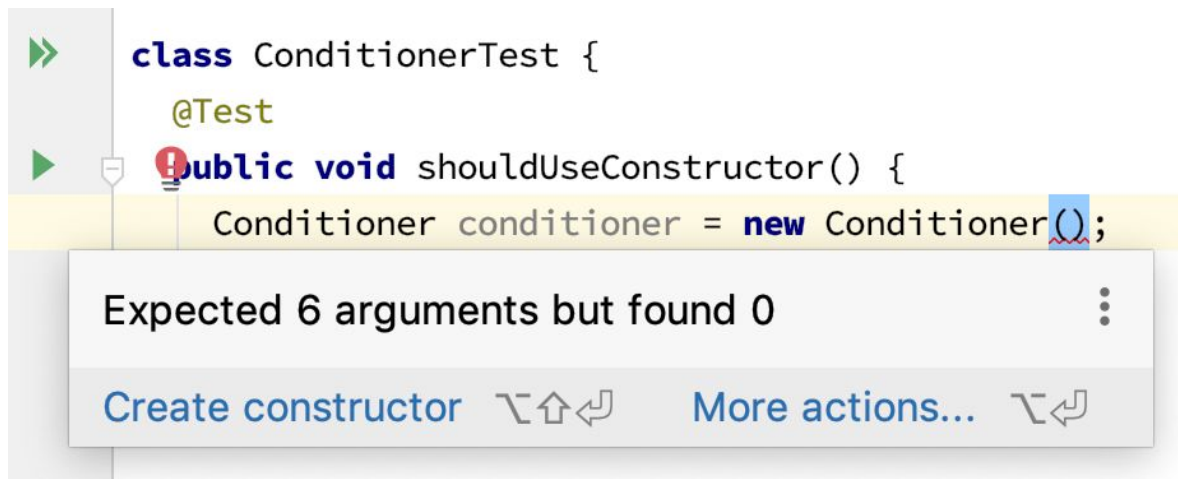 class ConditionerTest {
@Test
public void shouldUseConstructor() {
Conditioner conditioner = new Conditioner();
Expected 6 arguments but found 0
Create constructor ⌥⇧⏎ More actions... ⌥⏎